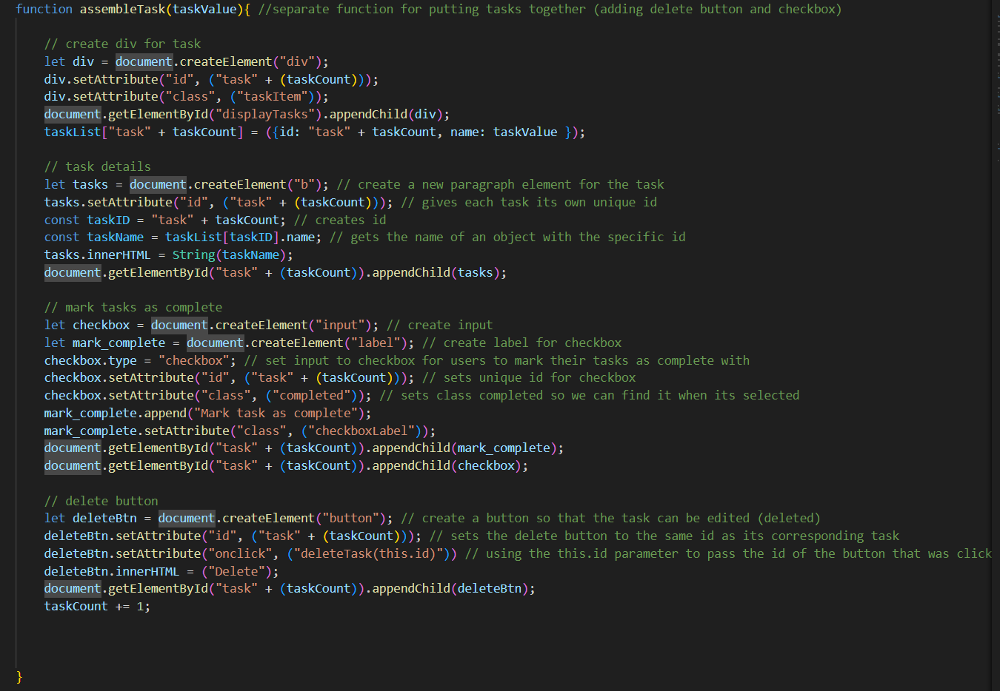 function assembleTask(taskValue){ //separate function for putting tasks together (adding delete button and checkbox)
// create div for task
let div = document.createElement("div");
div.setAttribute("id", ("task" + (taskCount)));
div.setAttribute("class", ("taskItem"));
document.getElementById("displayTasks").appendChild(div);
taskList["task" + taskCount] = ({id: "task" + taskCount, name: taskValue });
// task details
let tasks = document.createElement("b"); // create a new paragraph element for the task
tasks.setAttribute("id", ("task" + (taskCount))); // gives each task its own unique id
const taskID = "task" + taskCount; // creates id
const taskName = taskList[taskID].name; // gets the name of an object with the specific id
tasks.innerHTML = String(taskName);
document.getElementById("task" + (taskCount)).appendChild(tasks);
// mark tasks as complete
let checkbox = document.createElement("input"); // create input
let mark_complete = document.createElement("label"); // create label for checkbox
checkbox.type = "checkbox"; // set input to checkbox for users to mark their tasks as complete with
checkbox.setAttribute("id", ("task" + (taskCount))); // sets unique id for checkbox
checkbox.setAttribute("class", ("completed")); // sets class completed so we can find it when its selected
mark_complete.append("Mark task as complete");
mark_complete.setAttribute("class", ("checkboxLabel"));
document.getElementById("task" + (taskCount)).appendChild(mark_complete);
document.getElementById("task" + (taskCount)).appendChild(checkbox);
// delete button
let deleteBtn = document.createElement("button"); // create a button so that the task can be edited (deleted)
deleteBtn.setAttribute("id", ("task" + (taskCount))); // sets the delete button to the same id as its corresponding task
deleteBtn.setAttribute("onclick", ("deleteTask(this.id)")) // using the this.id parameter to pass the id of the button that was click
deleteBtn.innerHTML = ("Delete");
document.getElementById("task" + (taskCount)).appendChild(deleteBtn);
taskCount += 1;
}